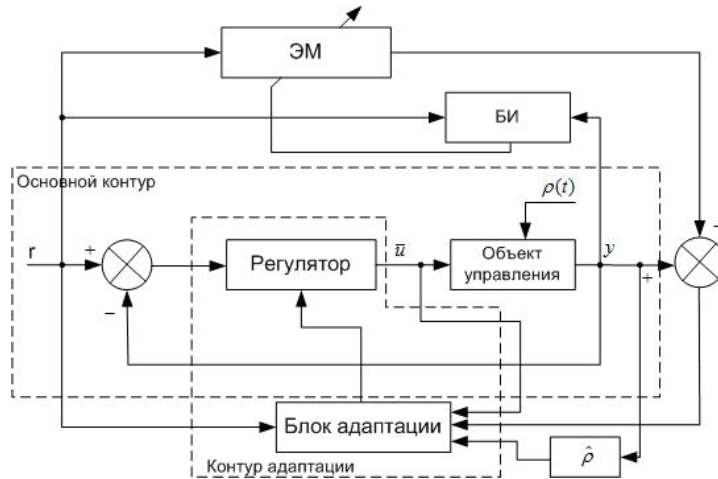 ЭМ
БИ
Основной контур
ρ(t)
r
+
−
Регулятор
ū
Объект
управления
y
+
−
Блок адаптации
ρ̂
Контур адаптации